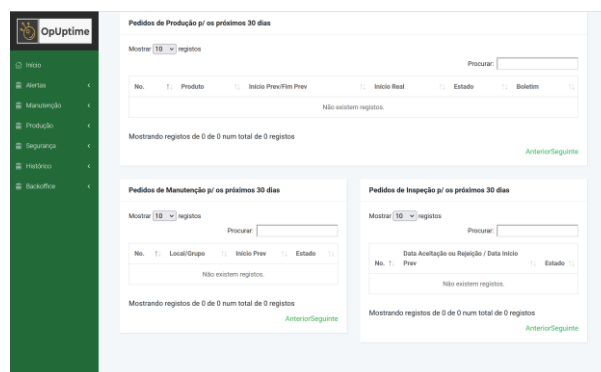 OpUptime
Início
Alertas
Manutenção
Produção
Segurança
Histórico
Backoffice
Pedidos de Produção p/ os próximos 30 dias
Mostrar 10 registos
Procurar:
No. Produto Início Prev/Fim Prev Início Real Estado Boletim
Não existem registos.
Mostrando registos de 0 de 0 num total de 0 registos
AnteriorSeguinte
Pedidos de Manutenção p/ os próximos 30 dias
Mostrar 10 registos
Procurar:
No. Local/Grupo Início Prev Estado
Não existem registos.
Mostrando registos de 0 de 0 num total de 0 registos
AnteriorSeguinte
Pedidos de Inspeção p/ os próximos 30 dias
Mostrar 10 registos
Procurar:
No. Data Aceitação ou Rejeição / Data Início
Prev Estado
Não existem registos.
Mostrando registos de 0 de 0 num total de 0 registos
AnteriorSeguinte